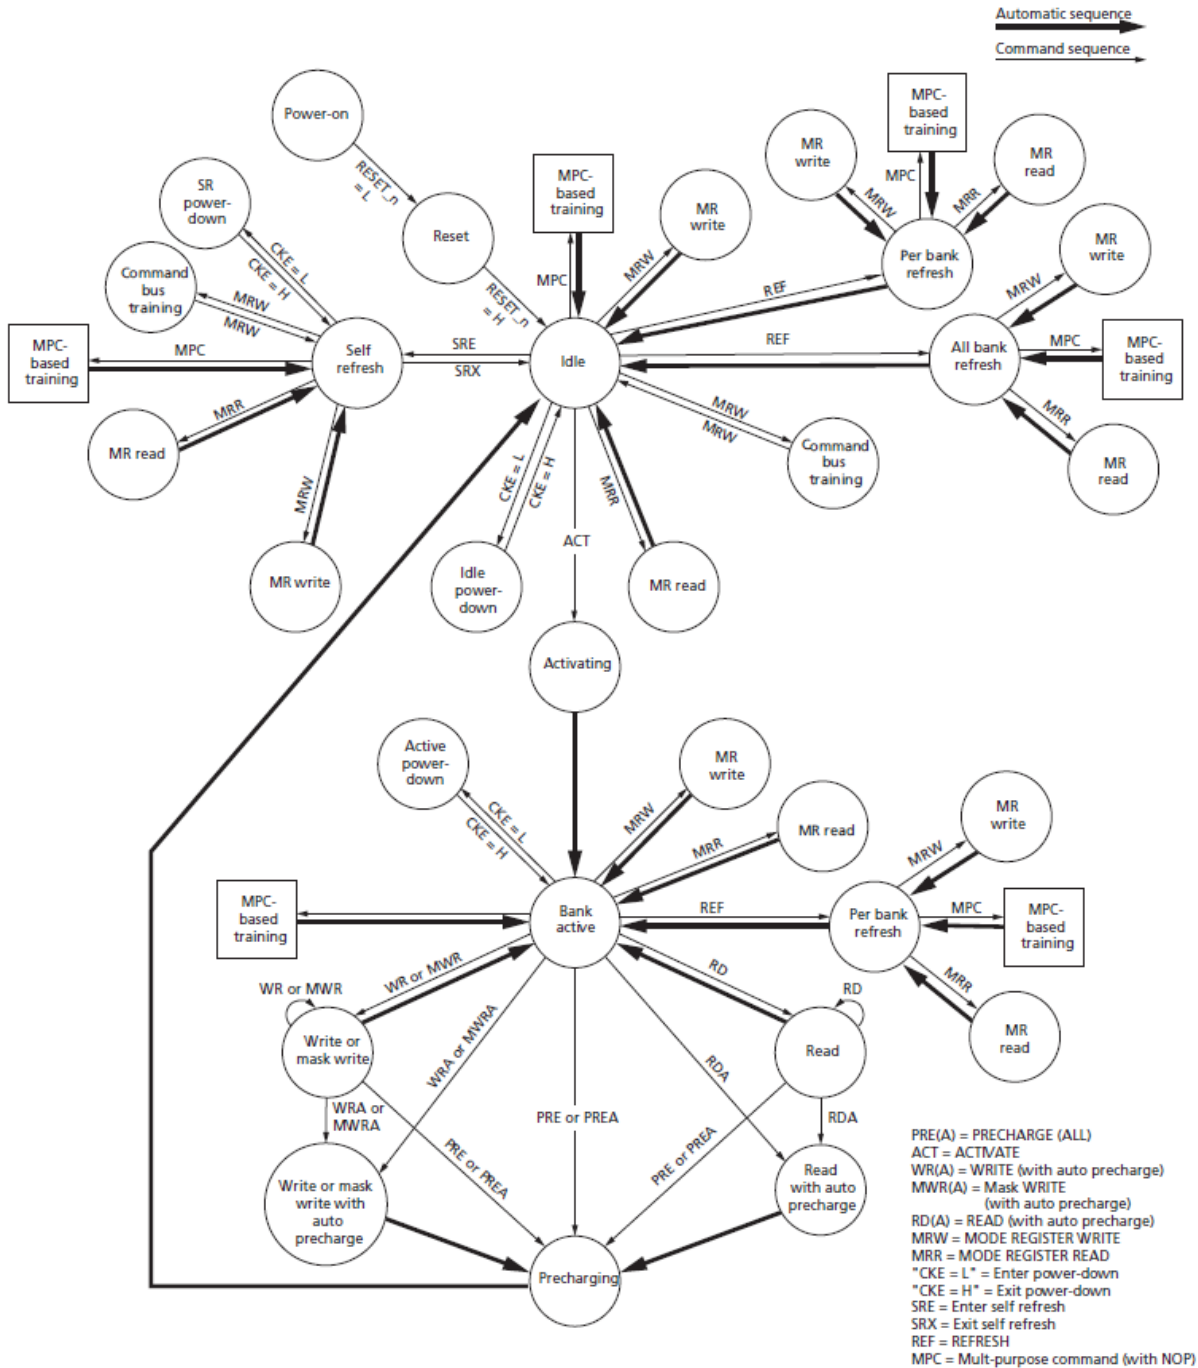 Automatic sequence
Command sequence
Power-on
RESET_n
= L
Reset
RESET_n
= H
SR
power-
down
CKE = L
CKE = H
Command
bus
training
MRW
MRW
MPC-
based
training
MPC
Self
refresh
MRR
MR read
MRW
MR write
SRE
SRX
MPC-
based
training
MPC
MR
write
MRW
Idle
MR
write
MRW
MPC-
based
training
MPC
MR
read
MRR
Per bank
refresh
REF
REF
MR
write
MRW
All bank
refresh
MPC
MPC-
based
training
MRR
MR
read
MRW
MRW
Command
bus
training
CKE = L
CKE = H
Idle
power-
down
MRR
MR read
ACT
Activating
Active
power-
down
CKE = L
CKE = H
MR
write
MRW
MR read
MRR
MPC-
based
training
Bank
active
REF
Per bank
refresh
MR
write
MRW
MPC
MPC-
based
training
MRR
MR
read
WR or MWR
WR or MWR
Write or
mask write
WRA or MWRA
WRA or
MWRA
PRE or PREA
PRE or PREA
RD
RD
Read
RDA
RDA
PRE or PREA
Write or mask
write with
auto
precharge
Read
with auto
precharge
Precharging
PRE(A) = PRECHARGE (ALL)
ACT = ACTIVATE
WR(A) = WRITE (with auto precharge)
MWR(A) = Mask WRITE
(with auto precharge)
RD(A) = READ (with auto precharge)
MRW = MODE REGISTER WRITE
MRR = MODE REGISTER READ
"CKE = L" = Enter power-down
"CKE = H" = Exit power-down
SRE = Enter self refresh
SRX = Exit self refresh
REF = REFRESH
MPC = Mult-purpose command (with NOP)